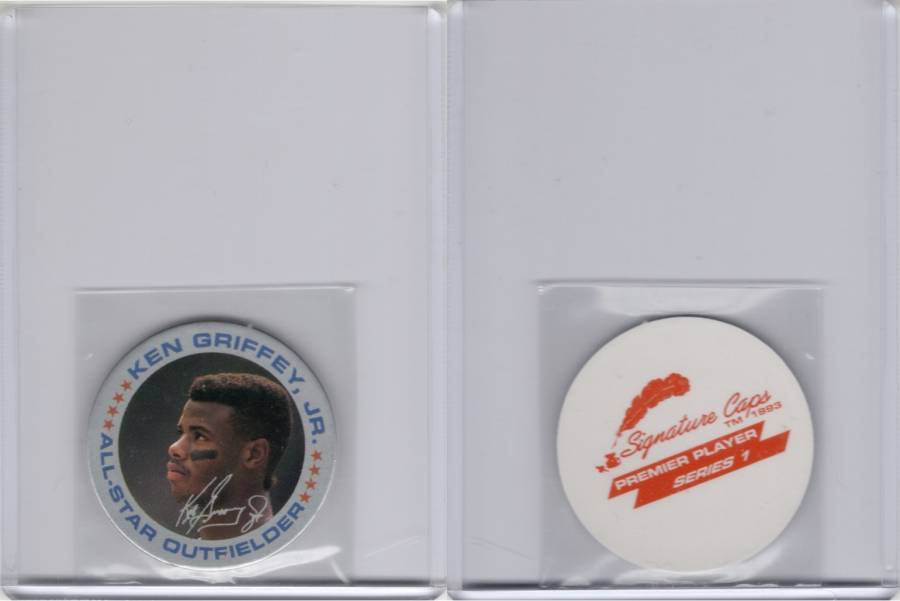 KEN GRIFFEY, JR.
ALL-STAR OUTFIELDER
Signature Caps
TM 1993
PREMIER PLAYER
SERIES 1